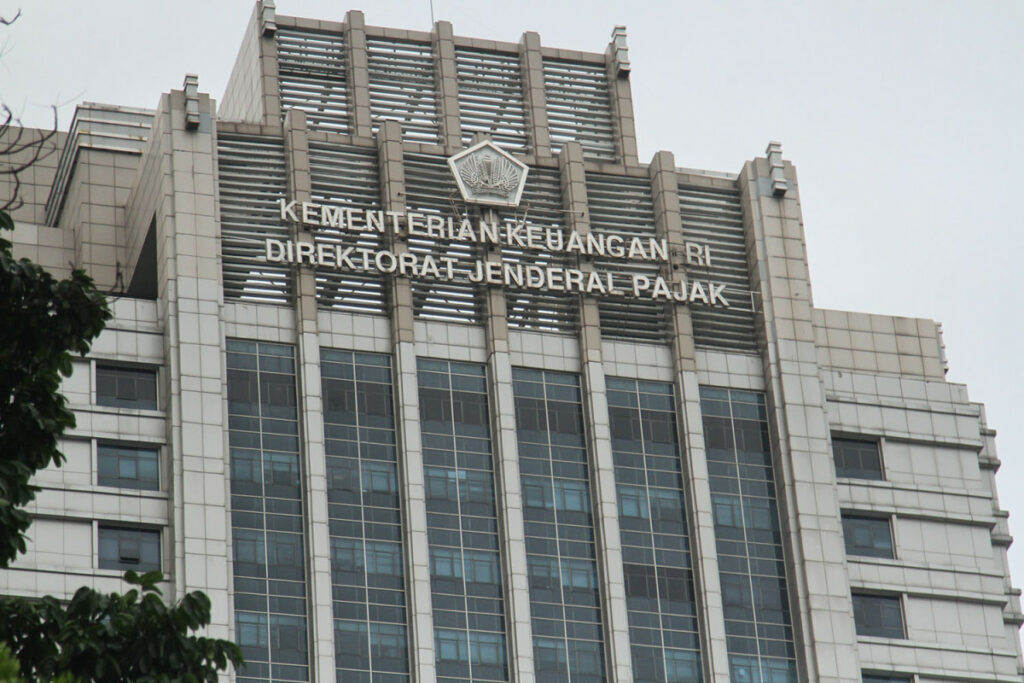 KEMENTERIAN KEUANGAN RI
DIREKTORAT JENDERAL PAJAK